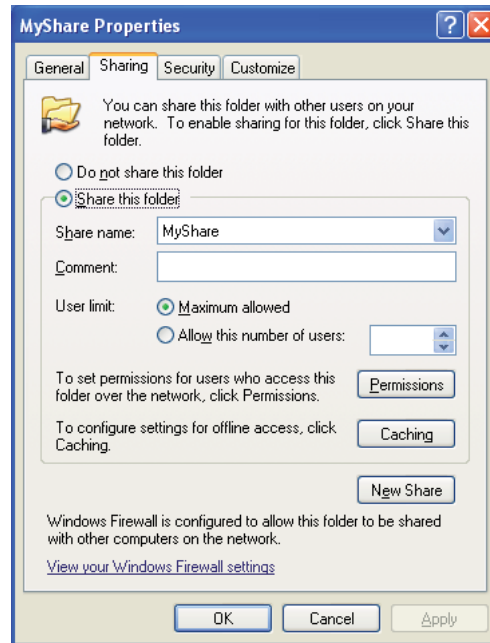 MyShare Properties
General Sharing Security Customize
You can share this folder with other users on your
network. To enable sharing for this folder, click Share this
folder.
Do not share this folder
Share this folder
Share name: MyShare
Comment:
User limit: Maximum allowed
Allow this number of users:
To set permissions for users who access this
folder over the network, click Permissions.
Permissions
To configure settings for offline access, click
Caching.
Caching
New Share
Windows Firewall is configured to allow this folder to be shared
with other computers on the network.
View your Windows Firewall settings
OK Cancel Apply